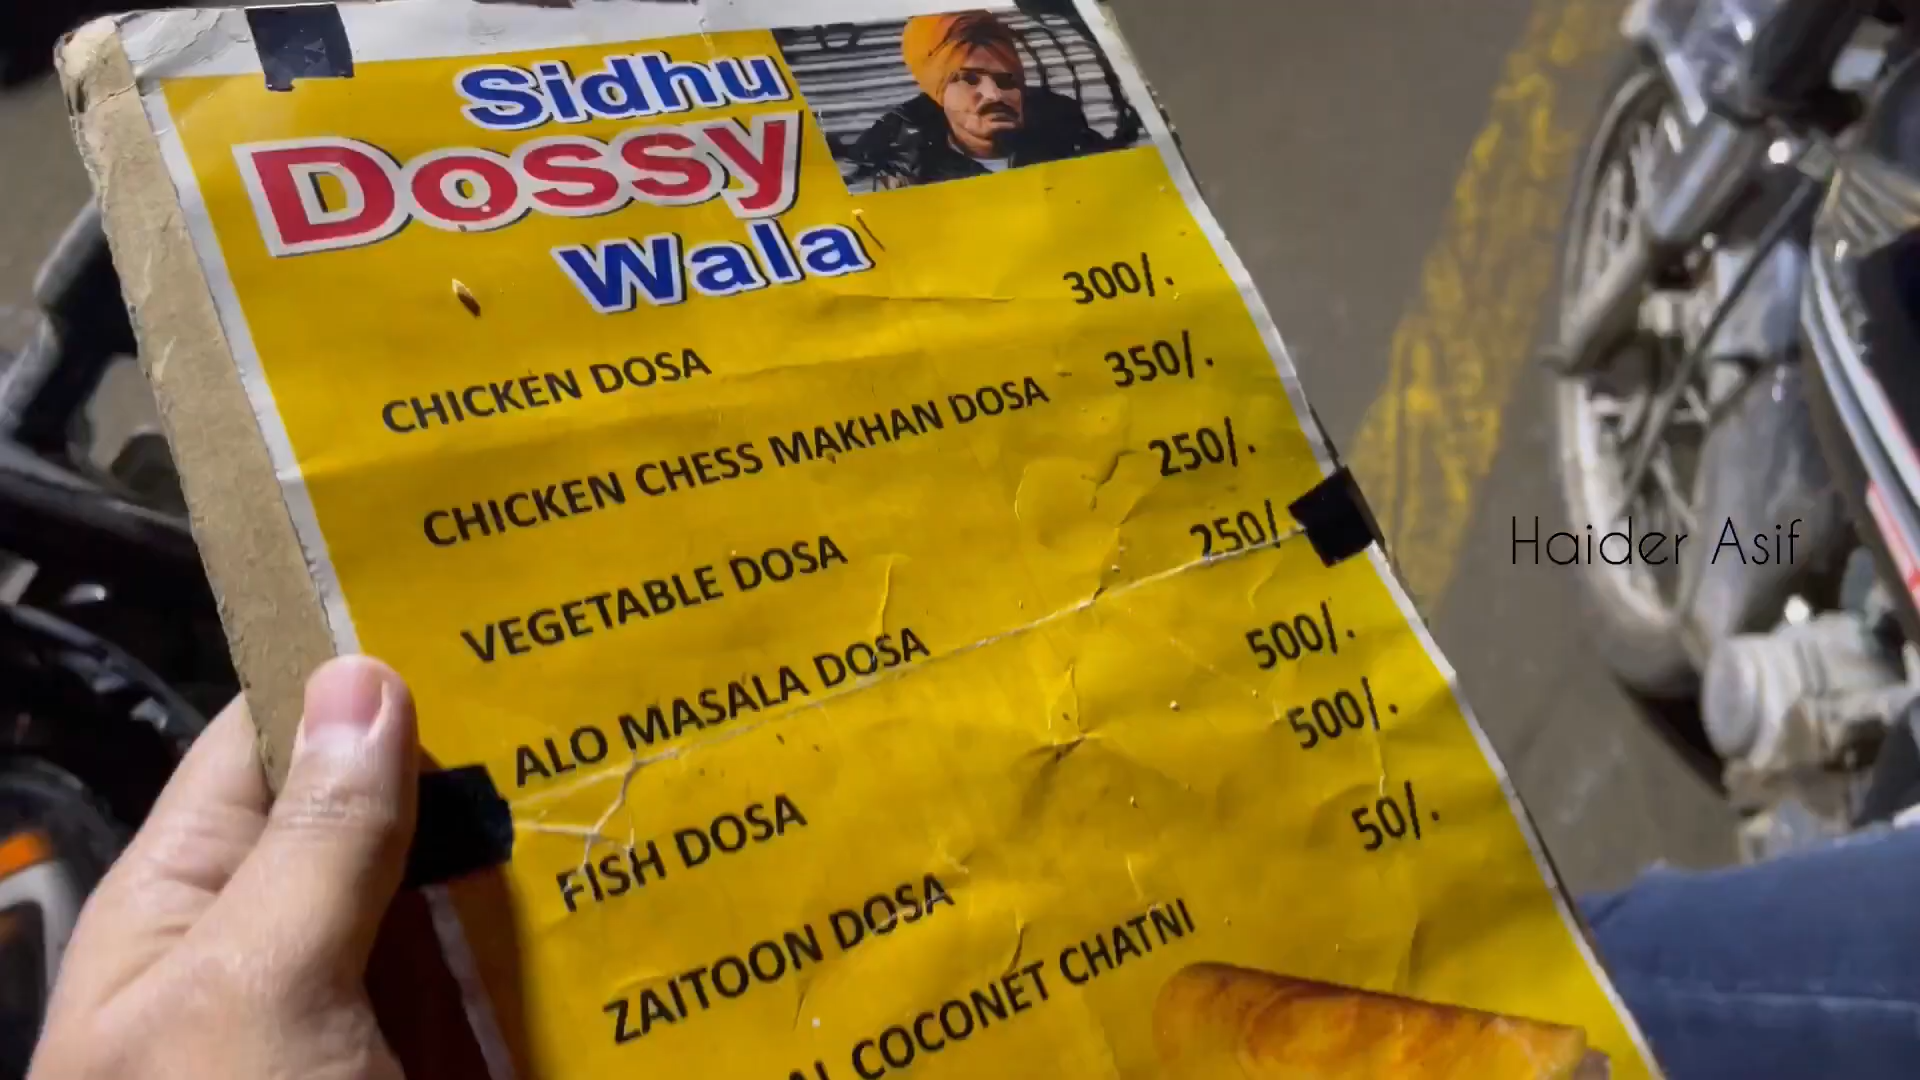 Sidhu
Dossy
Wala
CHICKEN DOSA 300/.
CHICKEN CHESS MAKHAN DOSA 350/.
VEGETABLE DOSA 250/.
ALO MASALA DOSA 250/.
FISH DOSA 500/.
ZAITOON DOSA 500/.
COCONET CHATNI 50/.
Haider Asif